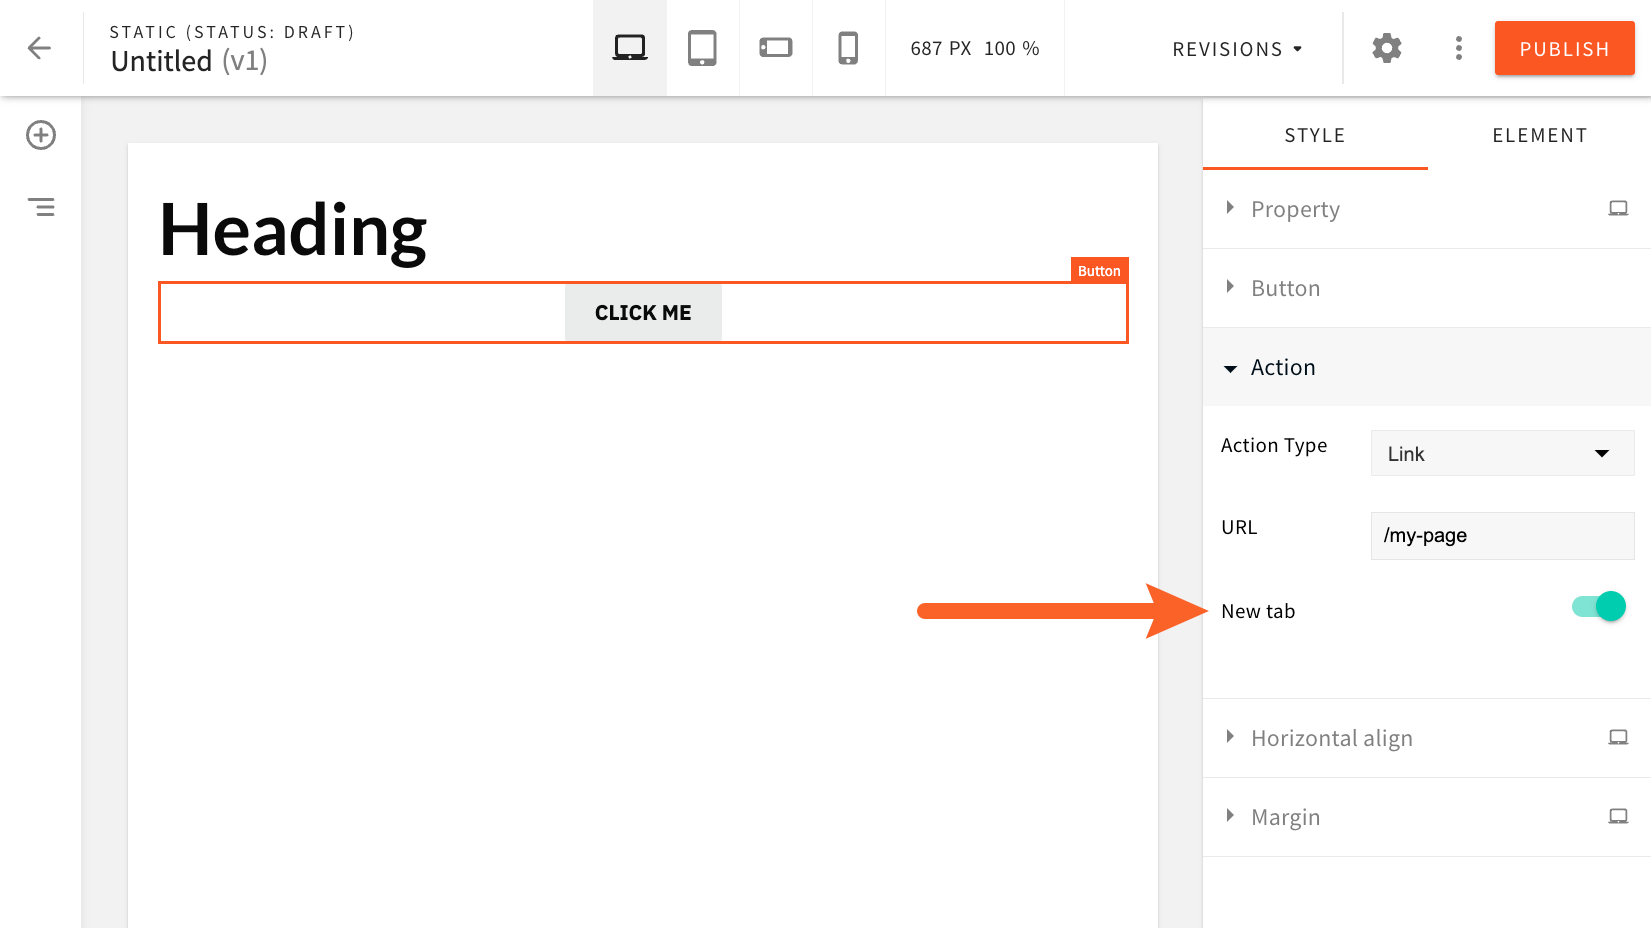 STATIC (STATUS: DRAFT)
Untitled (v1)
687 PX 100 %
REVISIONS
PUBLISH
STYLE
ELEMENT
Property
Heading
Button
Button
CLICK ME
Action
Action Type
Link
URL
/my-page
New tab
Horizontal align
Margin